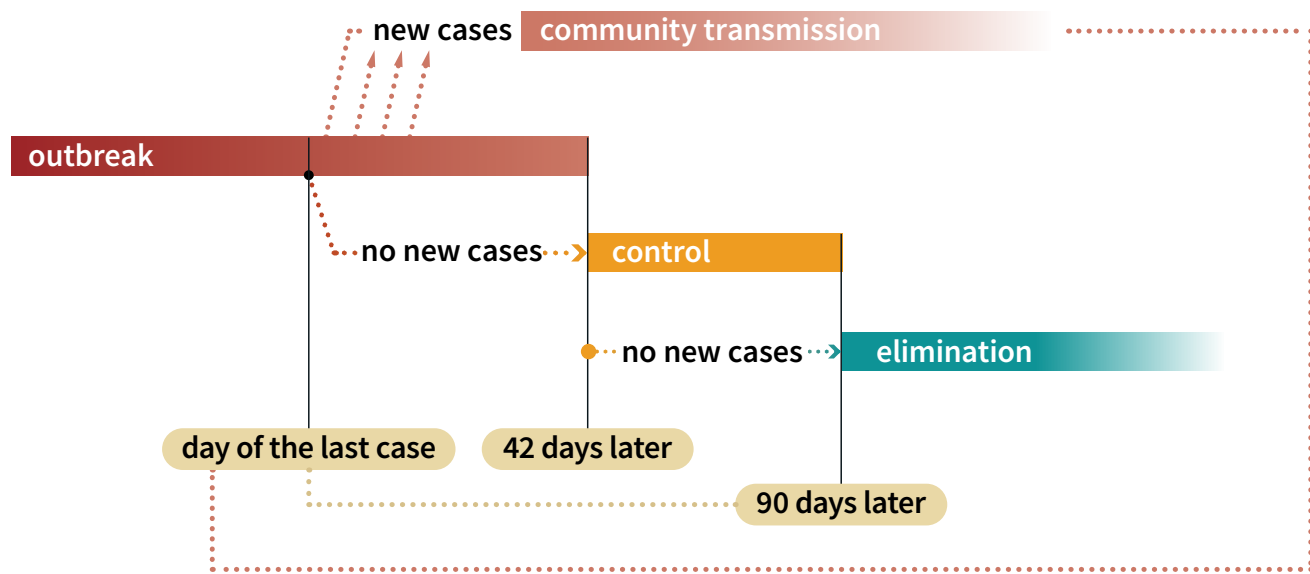 new cases
community transmission
outbreak
no new cases
control
no new cases
elimination
day of the last case
42 days later
90 days later